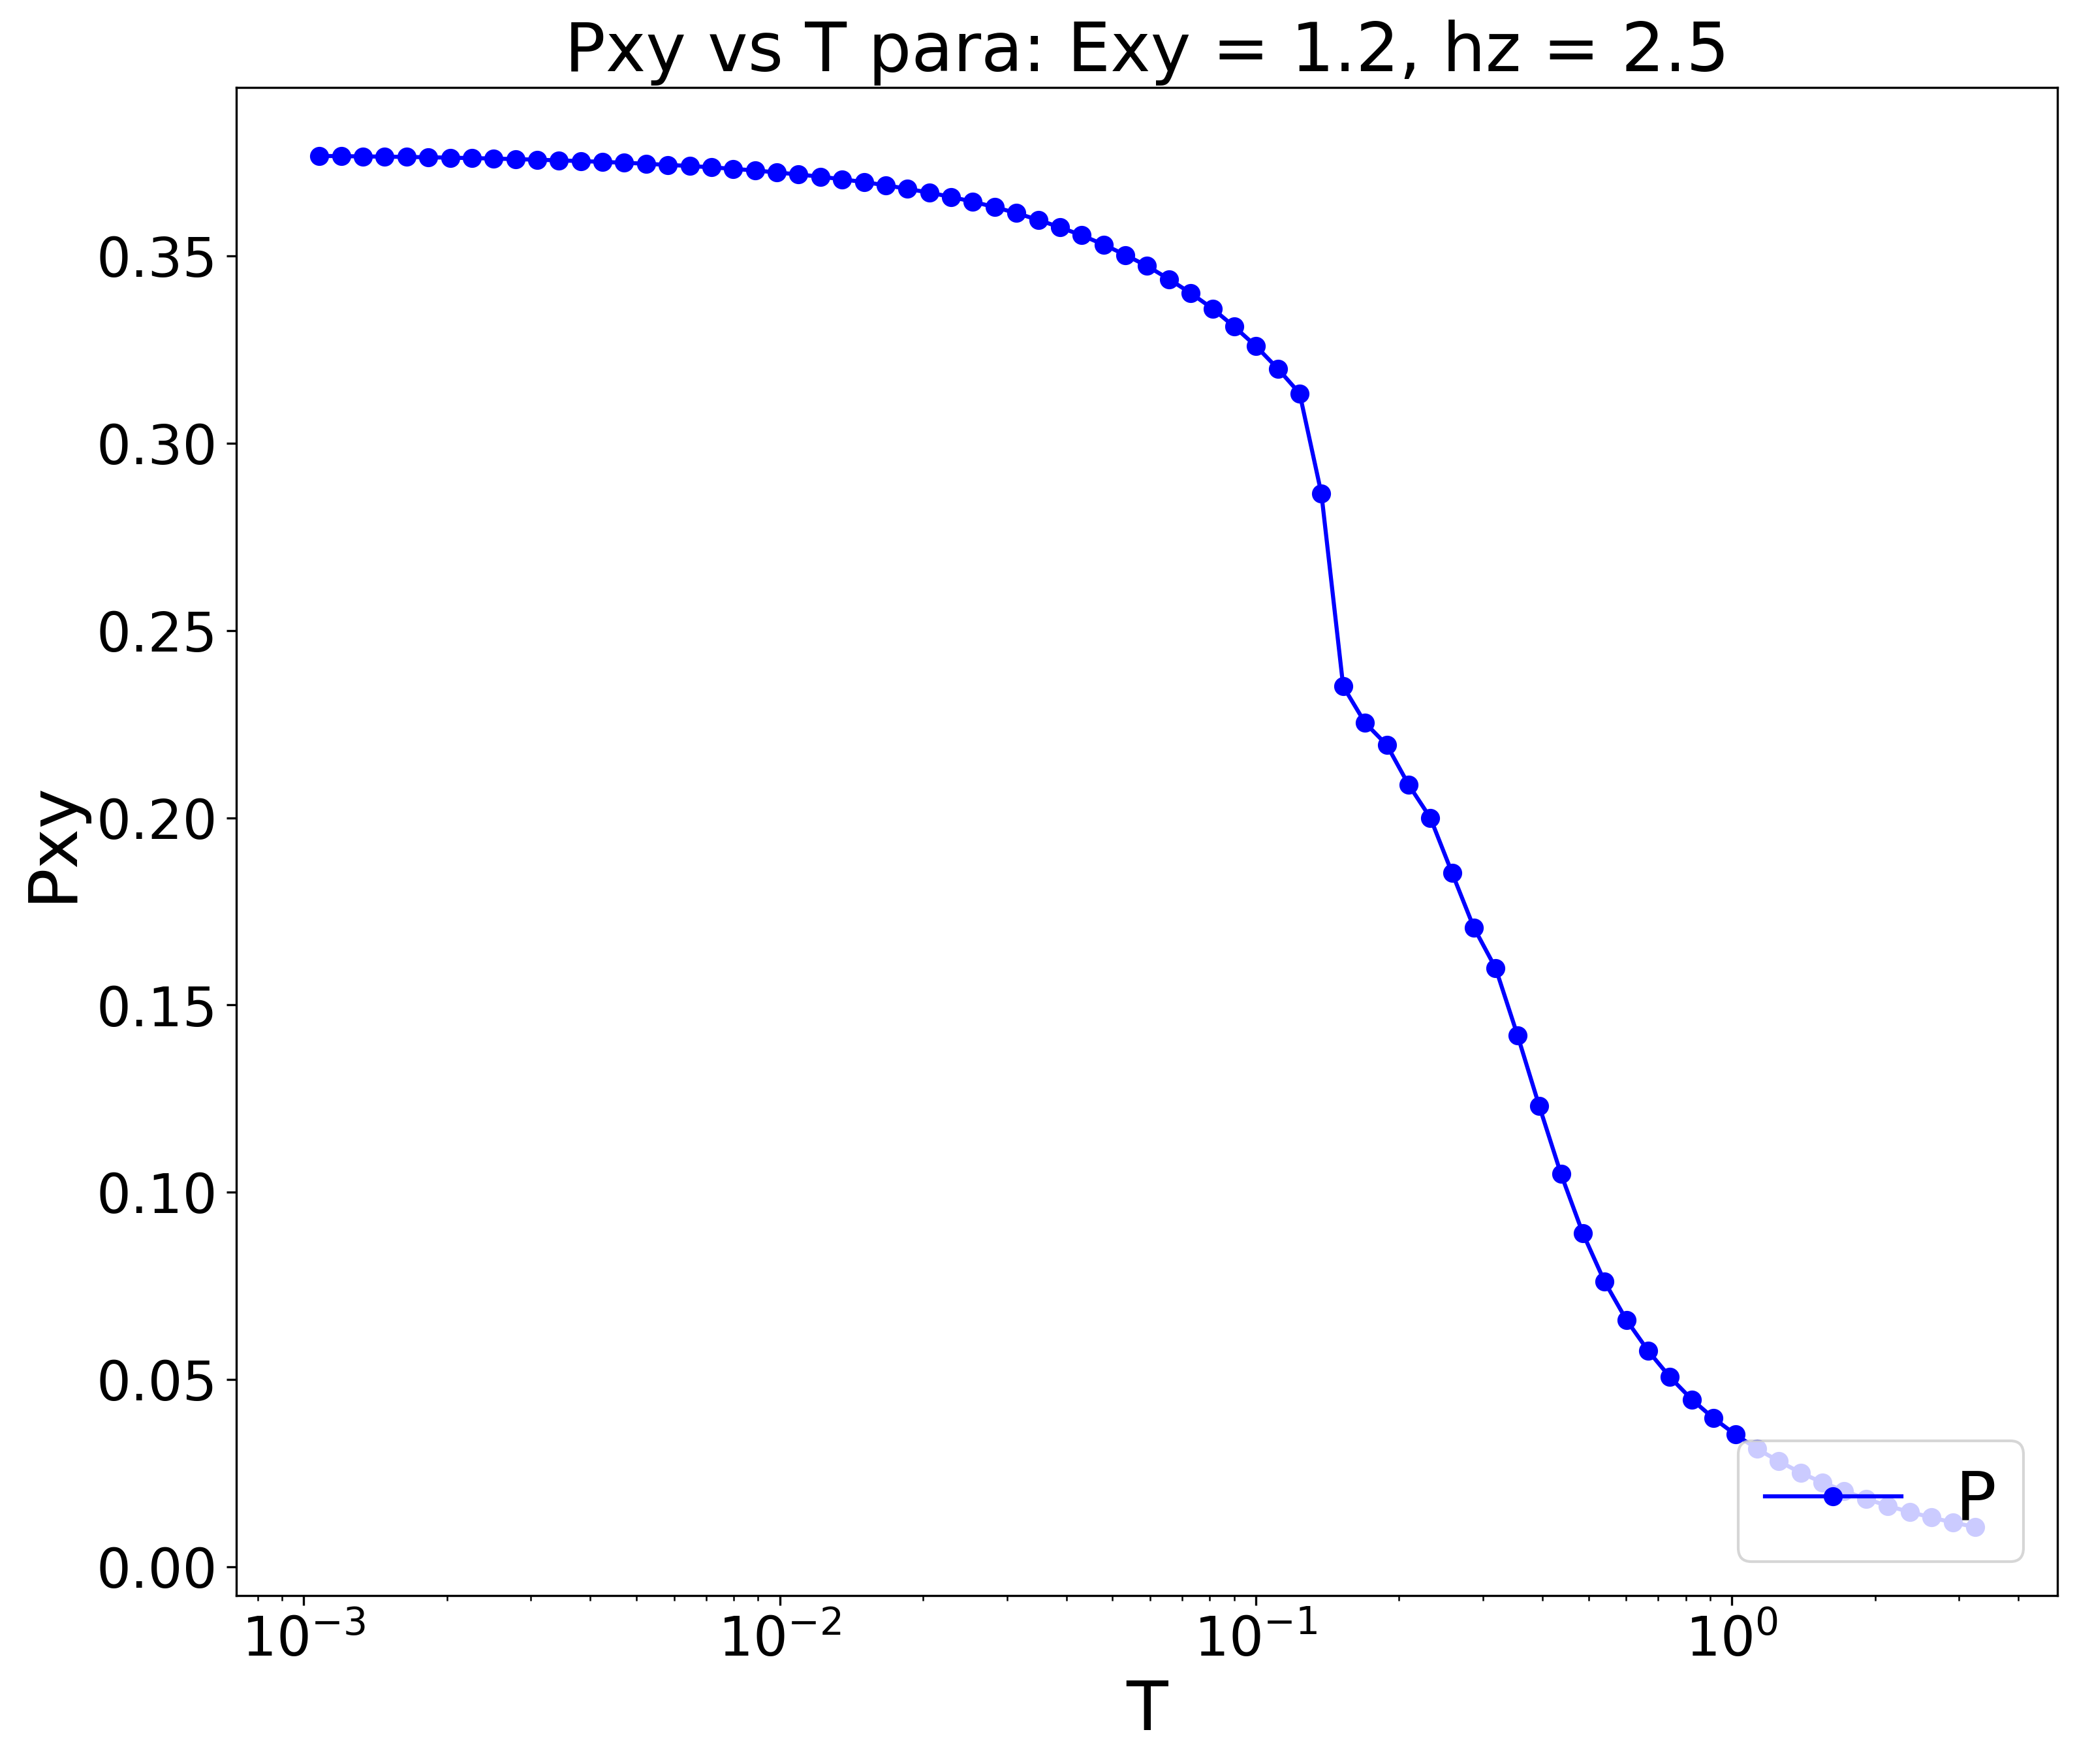 Pxy vs T para: Exy = 1.2, hz = 2.5
Pxy
0.35
0.30
0.25
0.20
0.15
0.10
0.05
0.00
P
10⁻³ 10⁻² 10⁻¹ 10⁰
T